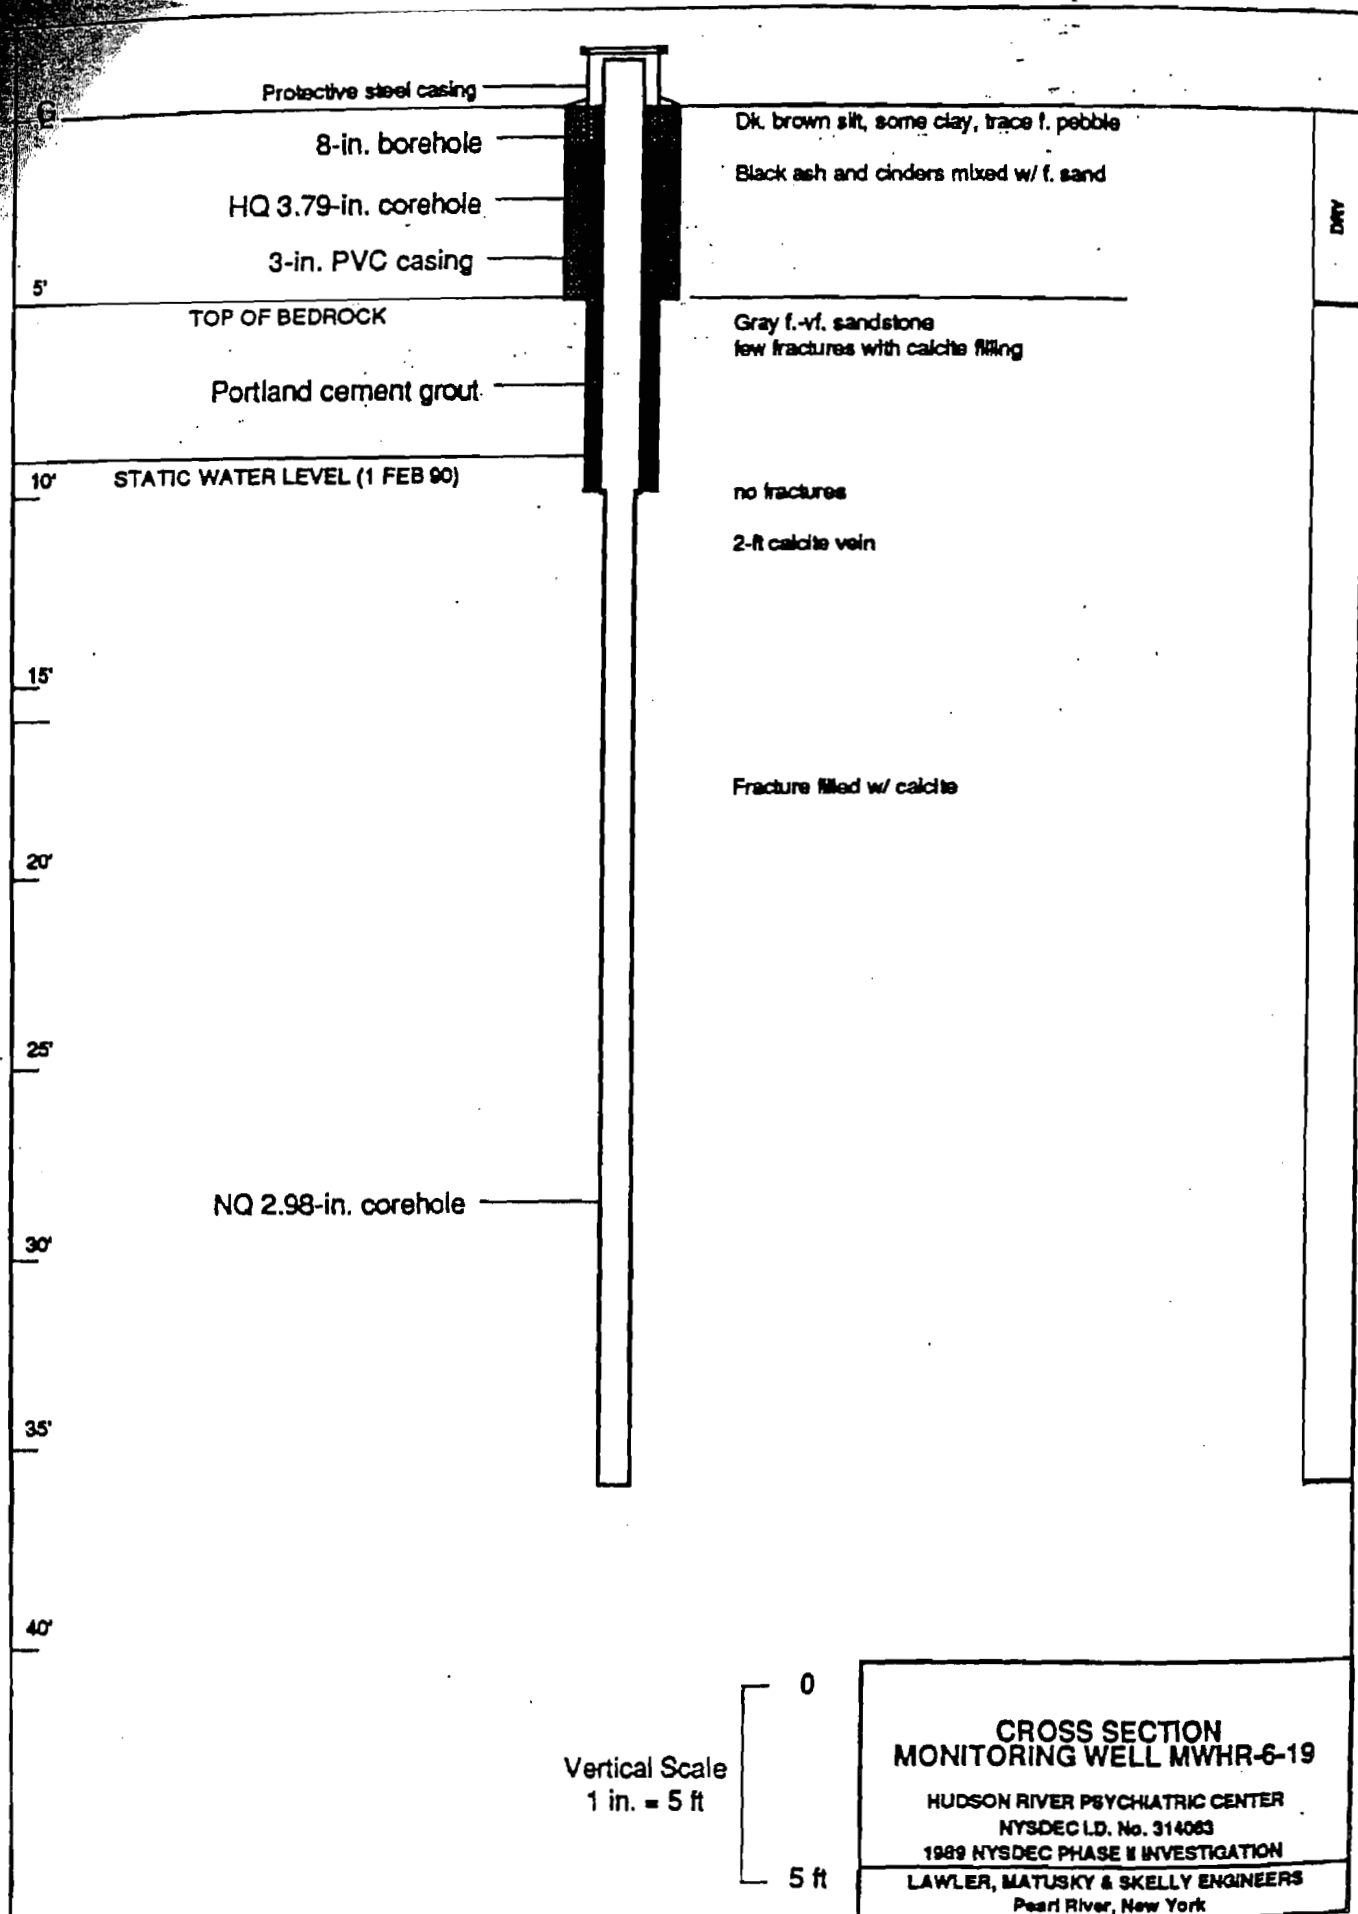 Protective steel casing
G
8-in. borehole
HQ 3.79-in. corehole
3-in. PVC casing
5'
TOP OF BEDROCK
Portland cement grout
10'
STATIC WATER LEVEL (1 FEB 90)
15'
20'
25'
NQ 2.98-in. corehole
30'
35'
40'
Dk. brown silt, some clay, trace f. pebble
Black ash and cinders mixed w/ f. sand
DRY
Gray f.-vf. sandstone
few fractures with calcite filling
no fractures
2-ft calcite vein
Fracture filled w/ calcite
0
Vertical Scale
1 in. = 5 ft
5 ft
CROSS SECTION
MONITORING WELL MWHR-6-19
HUDSON RIVER PSYCHIATRIC CENTER
NYSDEC I.D. No. 314063
1989 NYSDEC PHASE II INVESTIGATION
LAWLER, MATUSKY & SKELLY ENGINEERS
Pearl River, New York